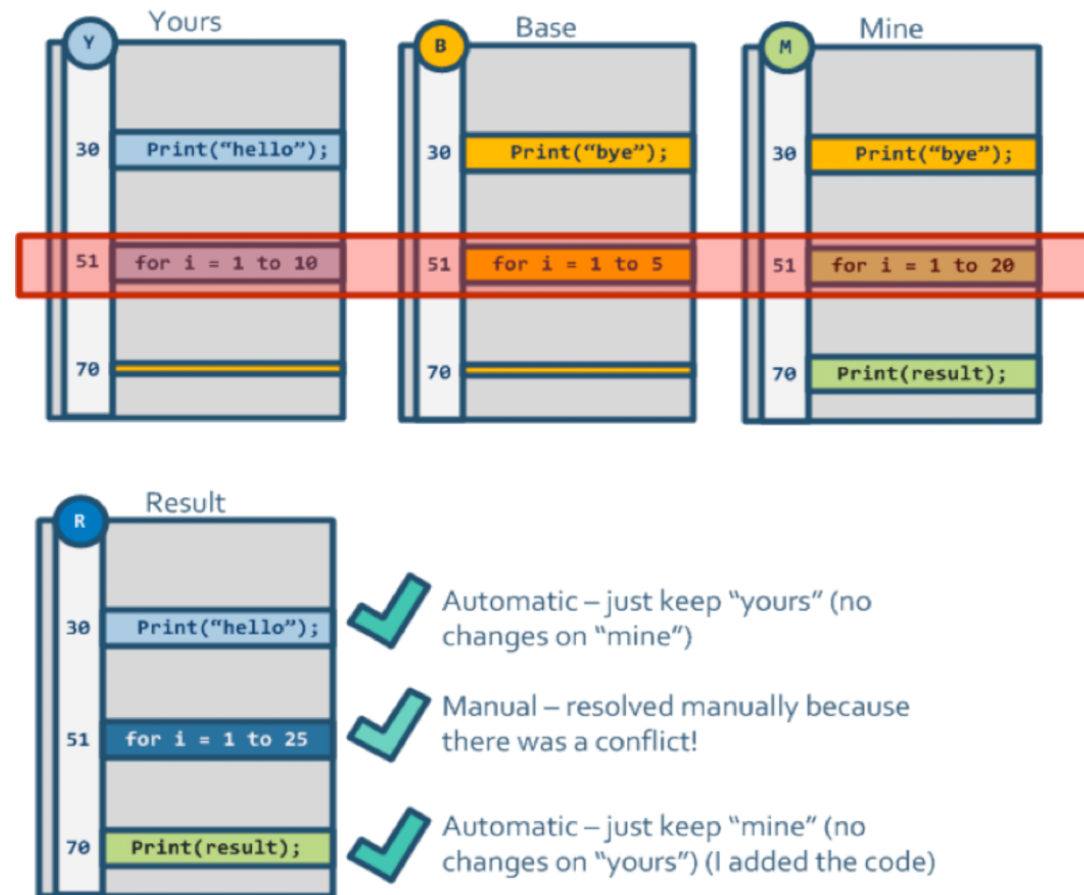 Yours
Y
30 Print(“hello”);
51 for i = 1 to 10
70
Base
B
30 Print(“bye”);
51 for i = 1 to 5
70
Mine
M
30 Print(“bye”);
51 for i = 1 to 20
70 Print(result);
Result
R
30 Print(“hello”);
51 for i = 1 to 25
70 Print(result);
Automatic – just keep “yours” (no
changes on “mine”)
Manual – resolved manually because
there was a conflict!
Automatic – just keep “mine” (no
changes on “yours”) (I added the code)